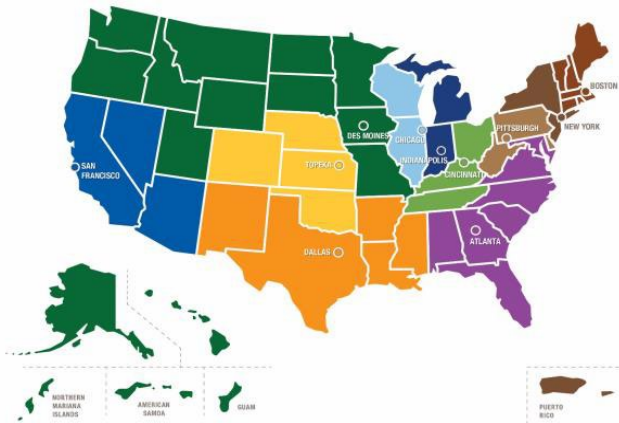 BOSTON
DES MOINES
CHICAGO
PITTSBURGH
NEW YORK
SAN
FRANCISCO
TOPEKA
INDIANAPOLIS
CINCINNATI
DALLAS
ATLANTA
NORTHERN
MARIANA
ISLANDS
AMERICAN
SAMOA
GUAM
PUERTO
RICO